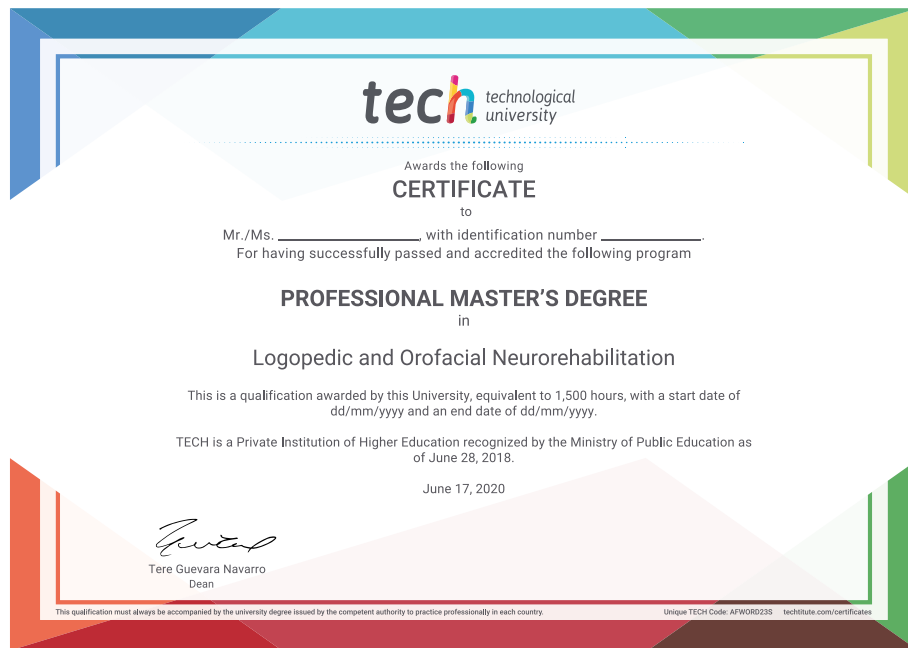 tech technological
university
Awards the following
CERTIFICATE
to
Mr./Ms. ____________________, with identification number ______________.
For having successfully passed and accredited the following program
PROFESSIONAL MASTER'S DEGREE
in
Logopedic and Orofacial Neurorehabilitation
This is a qualification awarded by this University, equivalent to 1,500 hours, with a start date of
dd/mm/yyyy and an end date of dd/mm/yyyy.
TECH is a Private Institution of Higher Education recognized by the Ministry of Public Education as
of June 28, 2018.
June 17, 2020
Tere Guevara Navarro
Dean
This qualification must always be accompanied by the university degree issued by the competent authority to practice professionally in each country. Unique TECH Code: AFWORD23S techtitute.com/certificates